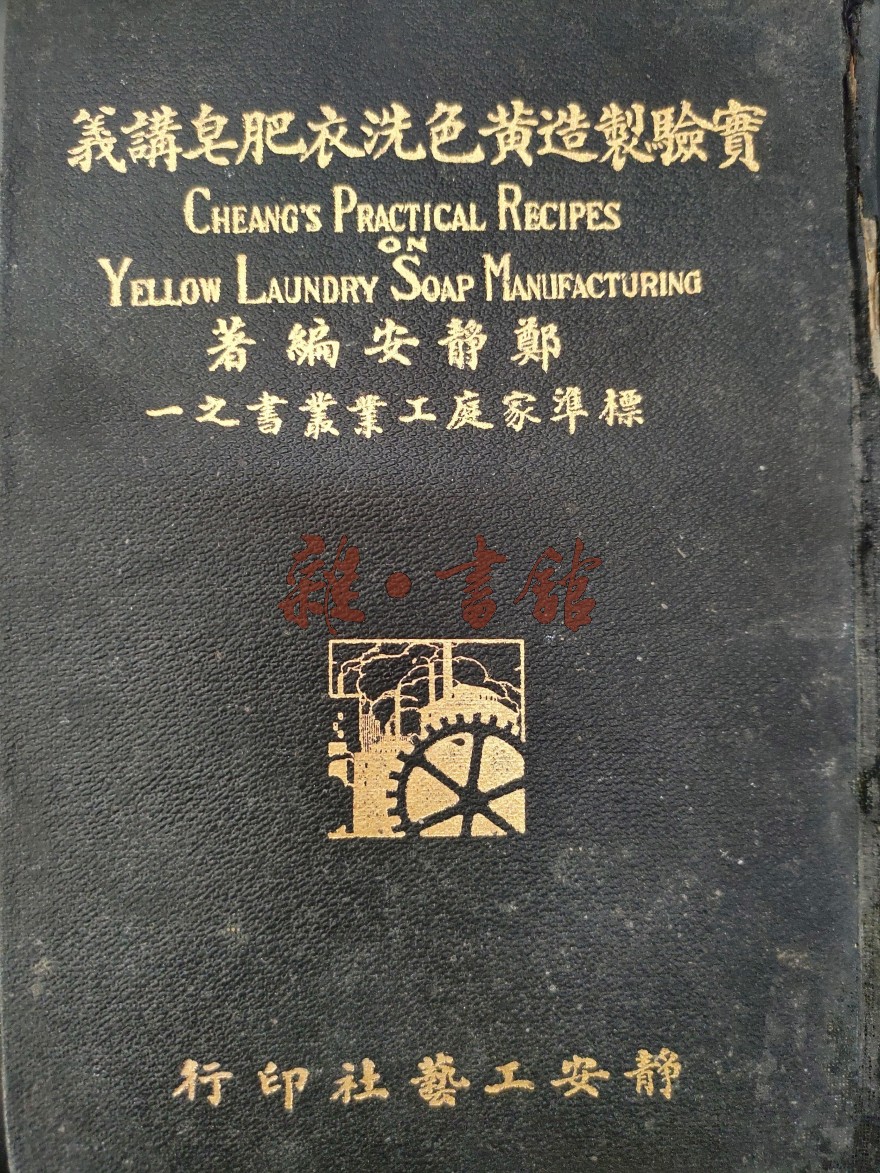 實驗製造黃色洗衣肥皂講義
CHEANG'S PRACTICAL RECIPES
ON
YELLOW LAUNDRY SOAP MANUFACTURING
鄭靜安編著
標準家庭工業叢書之一
雜·書館
靜安工藝社印行